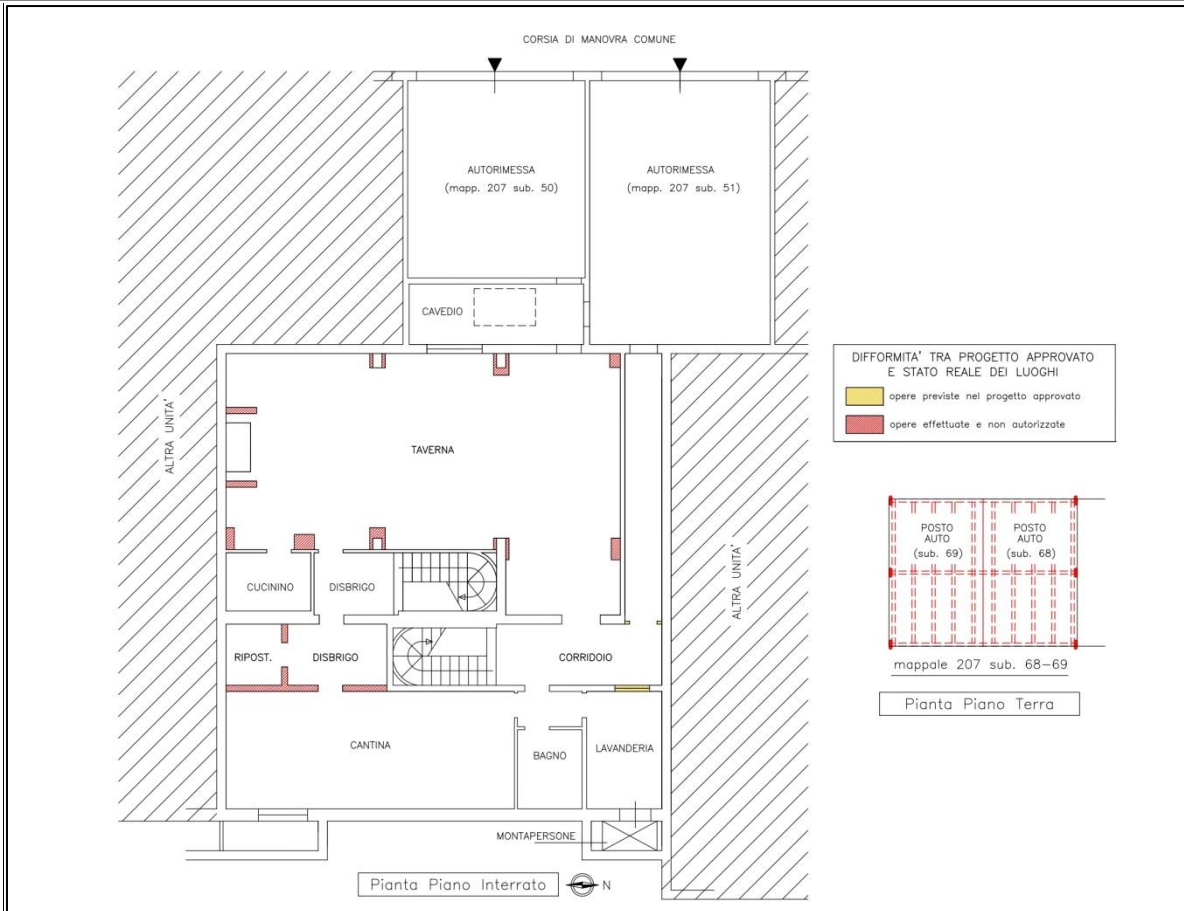 CORSIA DI MANOVRA COMUNE
AUTORIMESSA
(mapp. 207 sub. 50)
AUTORIMESSA
(mapp. 207 sub. 51)
CAVEDIO
DIFFORMITA' TRA PROGETTO APPROVATO
E STATO REALE DEI LUOGHI
opere previste nel progetto approvato
opere effettuate e non autorizzate
ALTRA UNITA'
TAVERNA
ALTRA UNITA'
POSTO
AUTO
(sub. 69)
POSTO
AUTO
(sub. 68)
CUCININO
DISBRIGO
RIPOST.
DISBRIGO
CORRIDOIO
mappale 207 sub. 68-69
Pianta Piano Terra
CANTINA
BAGNO
LAVANDERIA
MONTAPERSONE
Pianta Piano Interrato
N